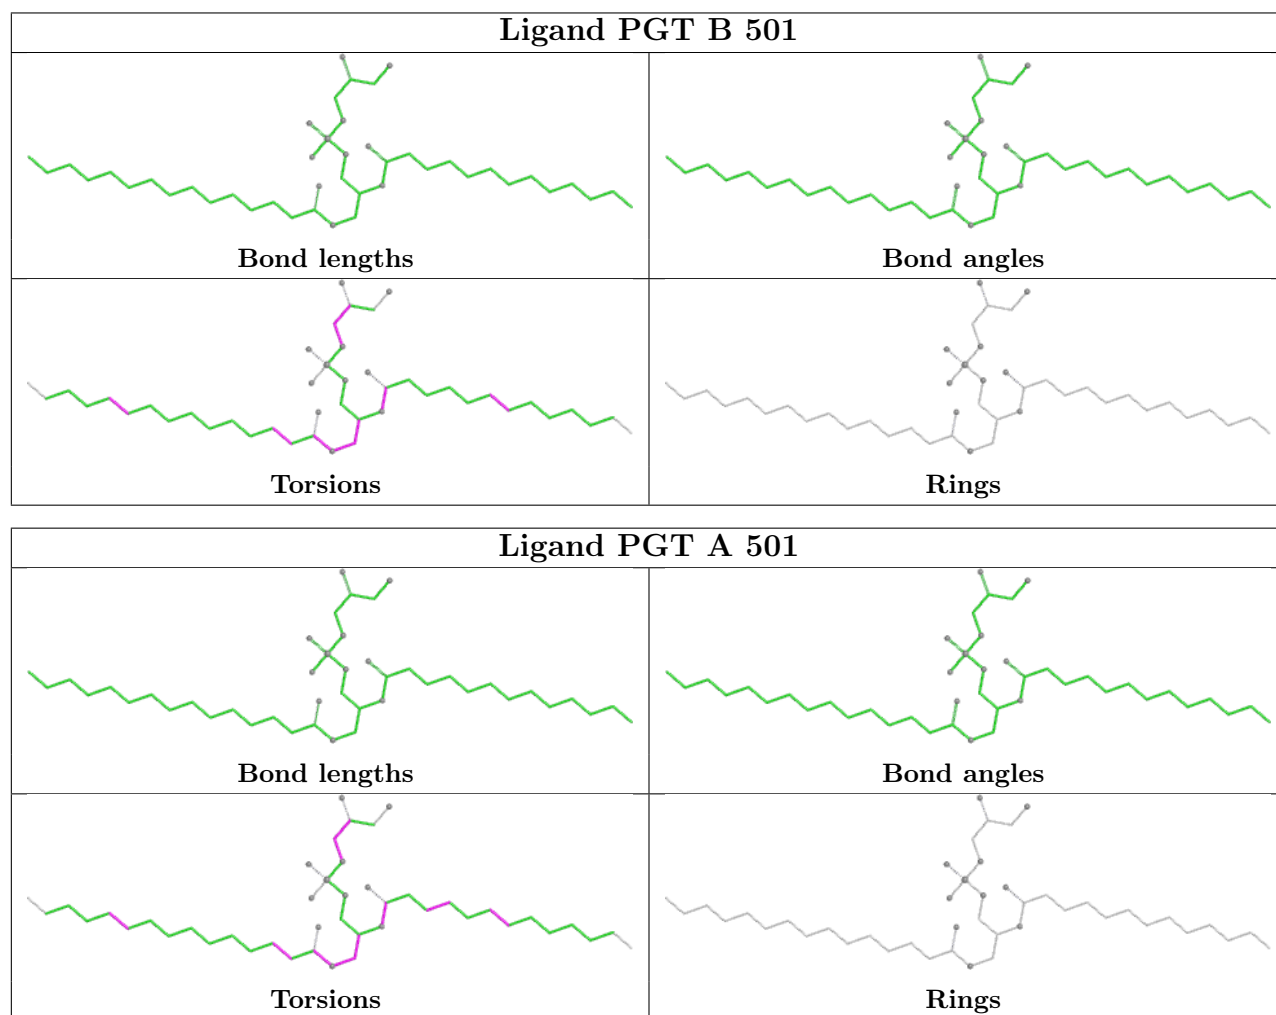 Ligand PGT B 501
Bond lengths
Bond angles
Torsions
Rings
Ligand PGT A 501
Bond lengths
Bond angles
Torsions
Rings